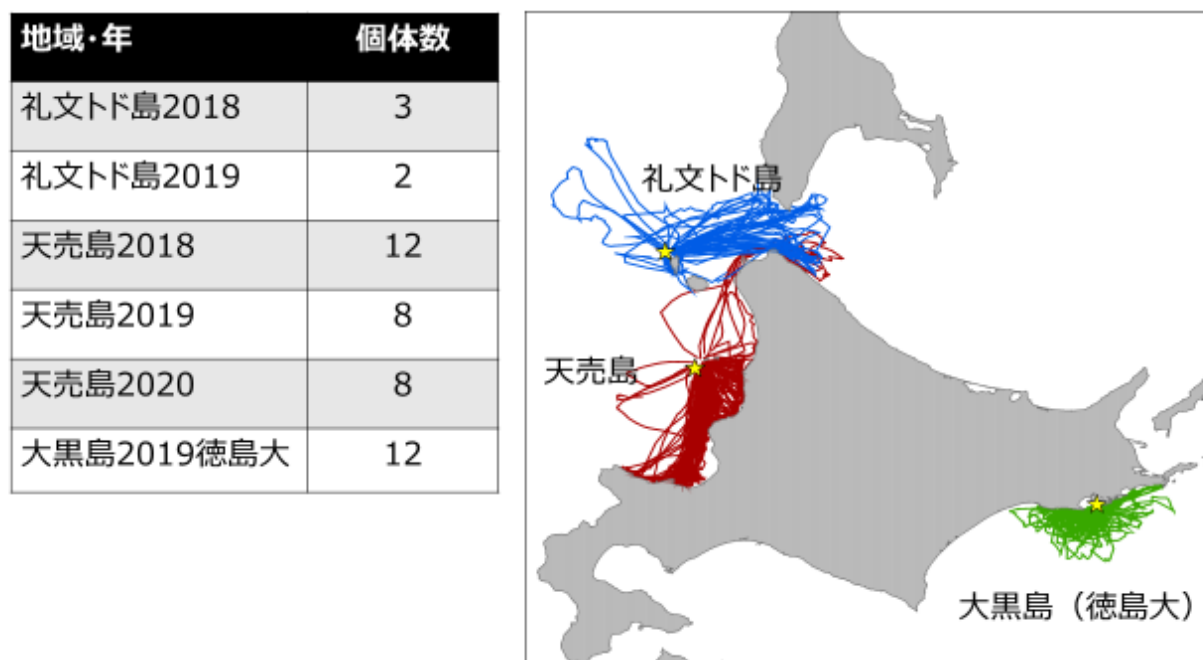 地域・年 個体数
礼文トド島2018 3
礼文トド島2019 2
天売島2018 12
天売島2019 8
天売島2020 8
大黒島2019徳島大 12
礼文トド島
天売島
大黒島（徳島大）